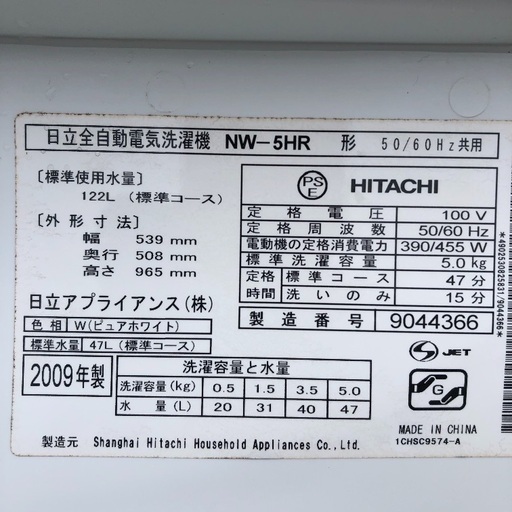 日立全自動電気洗濯機 NW-5HR 形 50/60Hz共用
〔標準使用水量〕
122L (標準コース)
〔外形寸法〕
幅 539 mm
奥行 508 mm
高さ 965 mm
日立アプライアンス(株)
色相 W(ピュアホワイト)
標準水量 47L (標準コース)
PS
E
HITACHI
定格電圧 100 V
定格周波数 50/60 Hz
電動機の定格消費電力 390/455 W
標準洗濯容量 5.0 kg
定格時間 標準コース 47分
洗いのみ 15分
製造番号 9044366
2009年製
洗濯容量と水量
洗濯容量(kg) 0.5 1.5 3.5 5.0
水量(L) 20 31 40 47
S JET
G
MADE IN CHINA
1CHSC9574-A
製造元 Shanghai Hitachi Household Appliances Co.,Ltd.
*4902530825831/9044366*